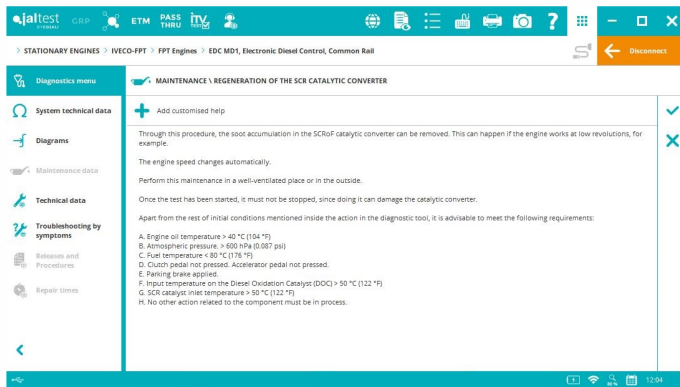 jaltest
GRP
ETM
PASS THRU
> STATIONARY ENGINES > IVECO-FPT > FPT Engines > EDC MD1, Electronic Diesel Control, Common Rail
Disconnect
Diagnostics menu
MAINTENANCE \ REGENERATION OF THE SCR CATALYTIC CONVERTER
System technical data
Diagrams
Maintenance data
Technical data
Troubleshooting by
symptoms
Releases and
Procedures
Repair times
Add customised help
Through this procedure, the soot accumulation in the SCRoF catalytic converter can be removed. This can happen if the engine works at low revolutions, for
example.
The engine speed changes automatically.
Perform this maintenance in a well-ventilated place or in the outside.
Once the test has been started, it must not be stopped, since doing it can damage the catalytic converter.
Apart from the rest of initial conditions mentioned inside the action in the diagnostic tool, it is advisable to meet the following requirements:
A. Engine oil temperature > 40 °C (104 °F)
B. Atmospheric pressure. > 600 hPa (0.087 psi)
C. Fuel temperature < 80 °C (176 °F)
D. Clutch pedal not pressed. Accelerator pedal not pressed.
E. Parking brake applied.
F. Input temperature on the Diesel Oxidation Catalyst (DOC) > 50 °C (122 °F)
G. SCR catalyst inlet temperature > 50 °C (122 °F)
H. No other action related to the component must be in process.
12:04